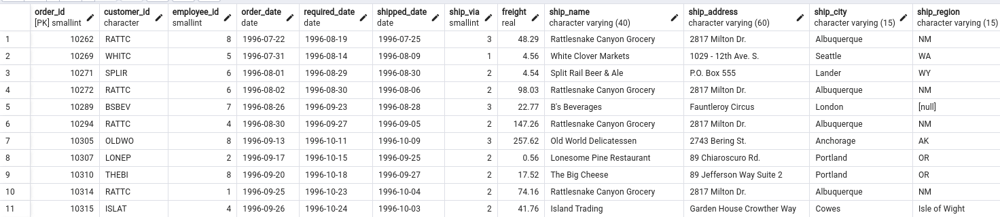 order_id customer_id employee_id order_date required_date shipped_date ship_via freight ship_name ship_address ship_city ship_region
[PK] smallint character smallint date date date smallint real character varying (40) character varying (60) character varying (15) character varying (15)
1 10262 RATTC 8 1996-07-22 1996-08-19 1996-07-25 3 48.29 Rattlesnake Canyon Grocery 2817 Milton Dr. Albuquerque NM
2 10269 WHITC 5 1996-07-31 1996-08-14 1996-08-09 1 4.56 White Clover Markets 1029 - 12th Ave. S. Seattle WA
3 10271 SPLIR 6 1996-08-01 1996-08-29 1996-08-30 2 4.54 Split Rail Beer & Ale P.O. Box 555 Lander WY
4 10272 RATTC 6 1996-08-02 1996-08-30 1996-08-06 2 98.03 Rattlesnake Canyon Grocery 2817 Milton Dr. Albuquerque NM
5 10289 BSBEV 7 1996-08-26 1996-09-23 1996-08-28 3 22.77 B's Beverages Fauntleroy Circus London [null]
6 10294 RATTC 4 1996-08-30 1996-09-27 1996-09-05 2 147.26 Rattlesnake Canyon Grocery 2817 Milton Dr. Albuquerque NM
7 10305 OLDWO 8 1996-09-13 1996-10-11 1996-10-09 3 257.62 Old World Delicatessen 2743 Bering St. Anchorage AK
8 10307 LONEP 2 1996-09-17 1996-10-15 1996-09-25 2 0.56 Lonesome Pine Restaurant 89 Chiaroscuro Rd. Portland OR
9 10310 THEBI 8 1996-09-20 1996-10-18 1996-09-27 2 17.52 The Big Cheese 89 Jefferson Way Suite 2 Portland OR
10 10314 RATTC 1 1996-09-25 1996-10-23 1996-10-04 2 74.16 Rattlesnake Canyon Grocery 2817 Milton Dr. Albuquerque NM
11 10315 ISLAT 4 1996-09-26 1996-10-24 1996-10-03 2 41.76 Island Trading Garden House Crowther Way Cowes Isle of Wight